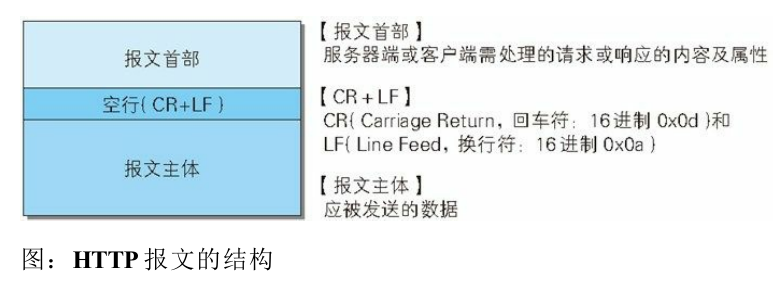 报文首部
空行( CR+LF )
报文主体
【报文首部】
服务器端或客户端需处理的请求或响应的内容及属性
【CR+LF】
CR( Carriage Return，回车符：16进制 0x0d )和
LF( Line Feed，换行符：16进制 0x0a )
【报文主体】
应被发送的数据
图：HTTP 报文的结构